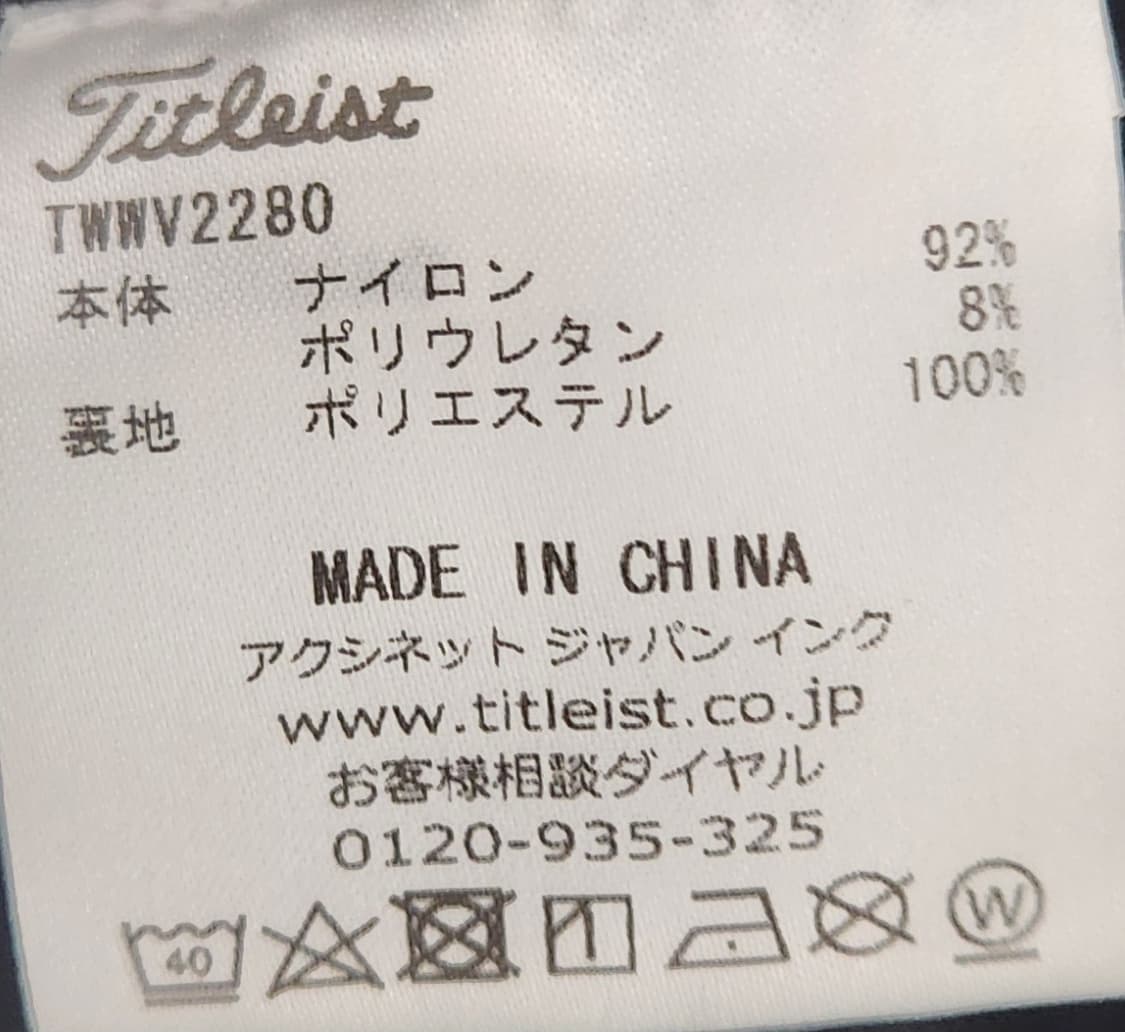 Titleist
TWWV2280
本体 ナイロン 92%
ポリウレタン 8%
裏地 ポリエステル 100%
MADE IN CHINA
アクシネット ジャパン インク
www.titleist.co.jp
お客様相談ダイヤル
0120-935-325
40 W